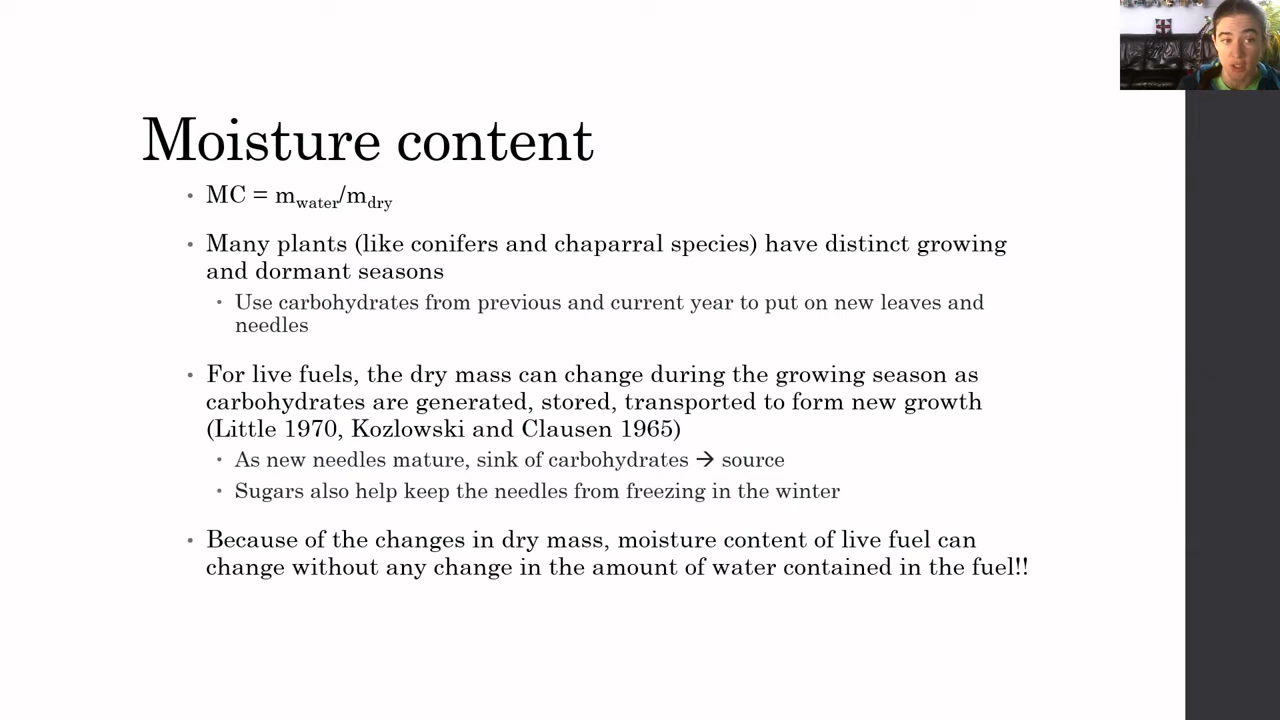 Moisture content
• MC = m_water/m_dry
• Many plants (like conifers and chaparral species) have distinct growing
and dormant seasons
• Use carbohydrates from previous and current year to put on new leaves and
needles
• For live fuels, the dry mass can change during the growing season as
carbohydrates are generated, stored, transported to form new growth
(Little 1970, Kozlowski and Clausen 1965)
• As new needles mature, sink of carbohydrates → source
• Sugars also help keep the needles from freezing in the winter
• Because of the changes in dry mass, moisture content of live fuel can
change without any change in the amount of water contained in the fuel!!